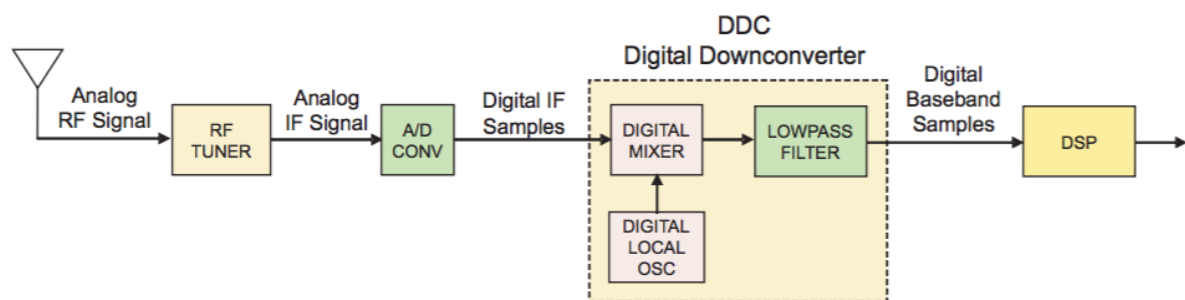 DDC
Digital Downconverter
Analog
RF Signal
RF
TUNER
Analog
IF Signal
A/D
CONV
Digital IF
Samples
DIGITAL
MIXER
LOWPASS
FILTER
DIGITAL
LOCAL
OSC
Digital
Baseband
Samples
DSP